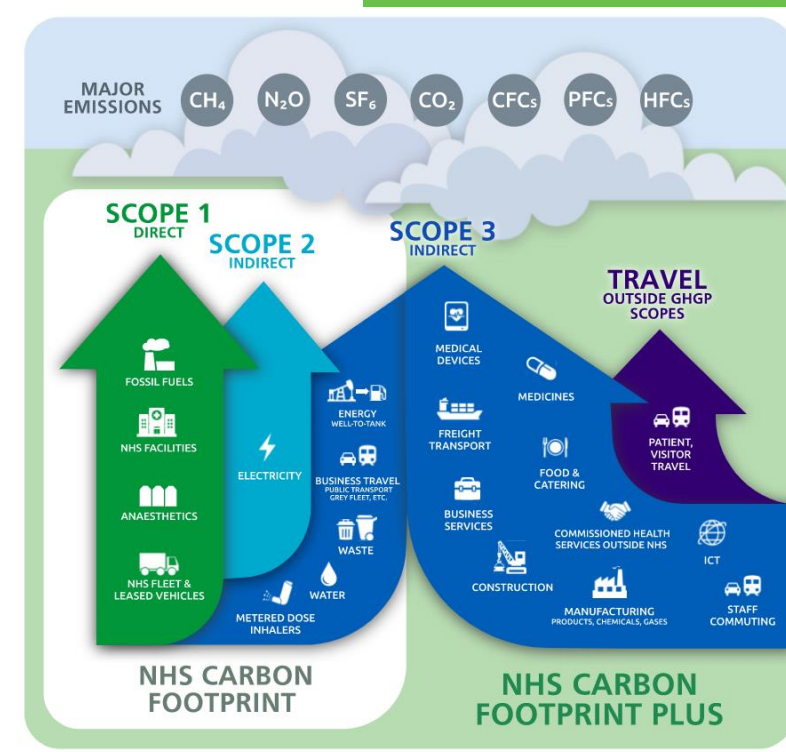 MAJOR
EMISSIONS
CH₄
N₂O
SF₆
CO₂
CFCs
PFCs
HFCs
SCOPE 1
DIRECT
SCOPE 2
INDIRECT
SCOPE 3
INDIRECT
TRAVEL
OUTSIDE GHGP
SCOPES
FOSSIL FUELS
NHS FACILITIES
ANAESTHETICS
NHS FLEET &
LEASED VEHICLES
ELECTRICITY
ENERGY
WELL-TO-TANK
BUSINESS TRAVEL
PUBLIC TRANSPORT
GREY FLEET, ETC.
WASTE
WATER
METERED DOSE
INHALERS
MEDICAL
DEVICES
MEDICINES
FREIGHT
TRANSPORT
FOOD &
CATERING
BUSINESS
SERVICES
COMMISSIONED HEALTH
SERVICES OUTSIDE NHS
CONSTRUCTION
MANUFACTURING
PRODUCTS, CHEMICALS, GASES
ICT
STAFF
COMMUTING
PATIENT,
VISITOR
TRAVEL
NHS CARBON
FOOTPRINT
NHS CARBON
FOOTPRINT PLUS